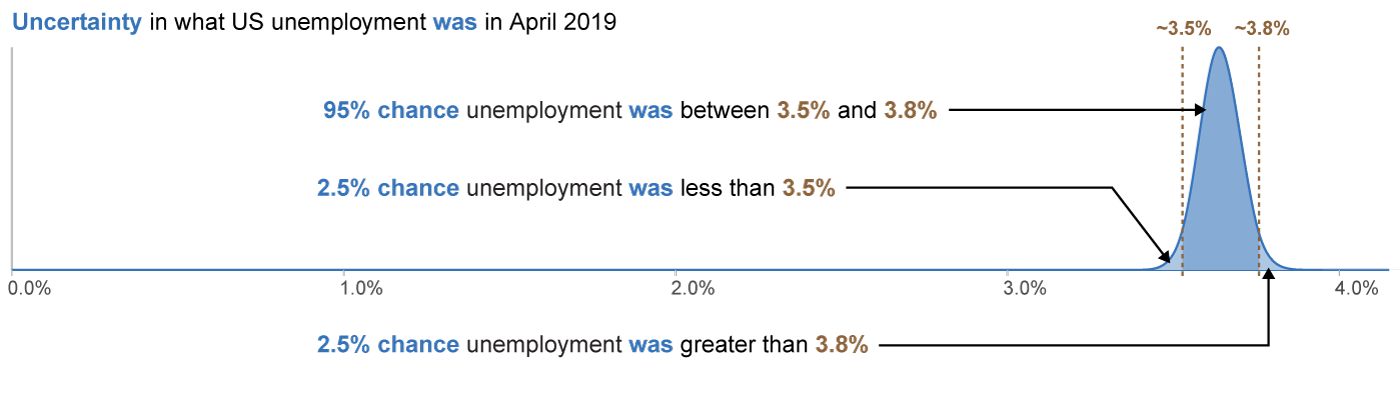 Uncertainty in what US unemployment was in April 2019
~3.5% ~3.8%
95% chance unemployment was between 3.5% and 3.8%
2.5% chance unemployment was less than 3.5%
0.0% 1.0% 2.0% 3.0% 4.0%
2.5% chance unemployment was greater than 3.8%